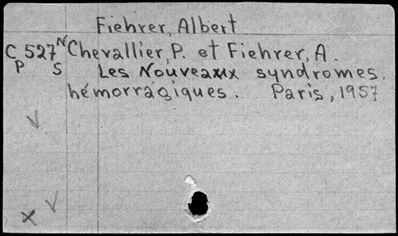 Fiehrer, Albert
C 527 N Chevallier, P. et Fiehrer, A.
P S Les Nouveaux syndromes
hémorragiques. Paris, 1957